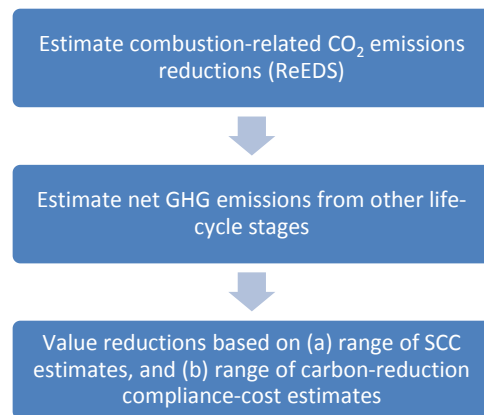 Estimate combustion-related CO₂ emissions
reductions (ReEDS)
Estimate net GHG emissions from other life-
cycle stages
Value reductions based on (a) range of SCC
estimates, and (b) range of carbon-reduction
compliance-cost estimates